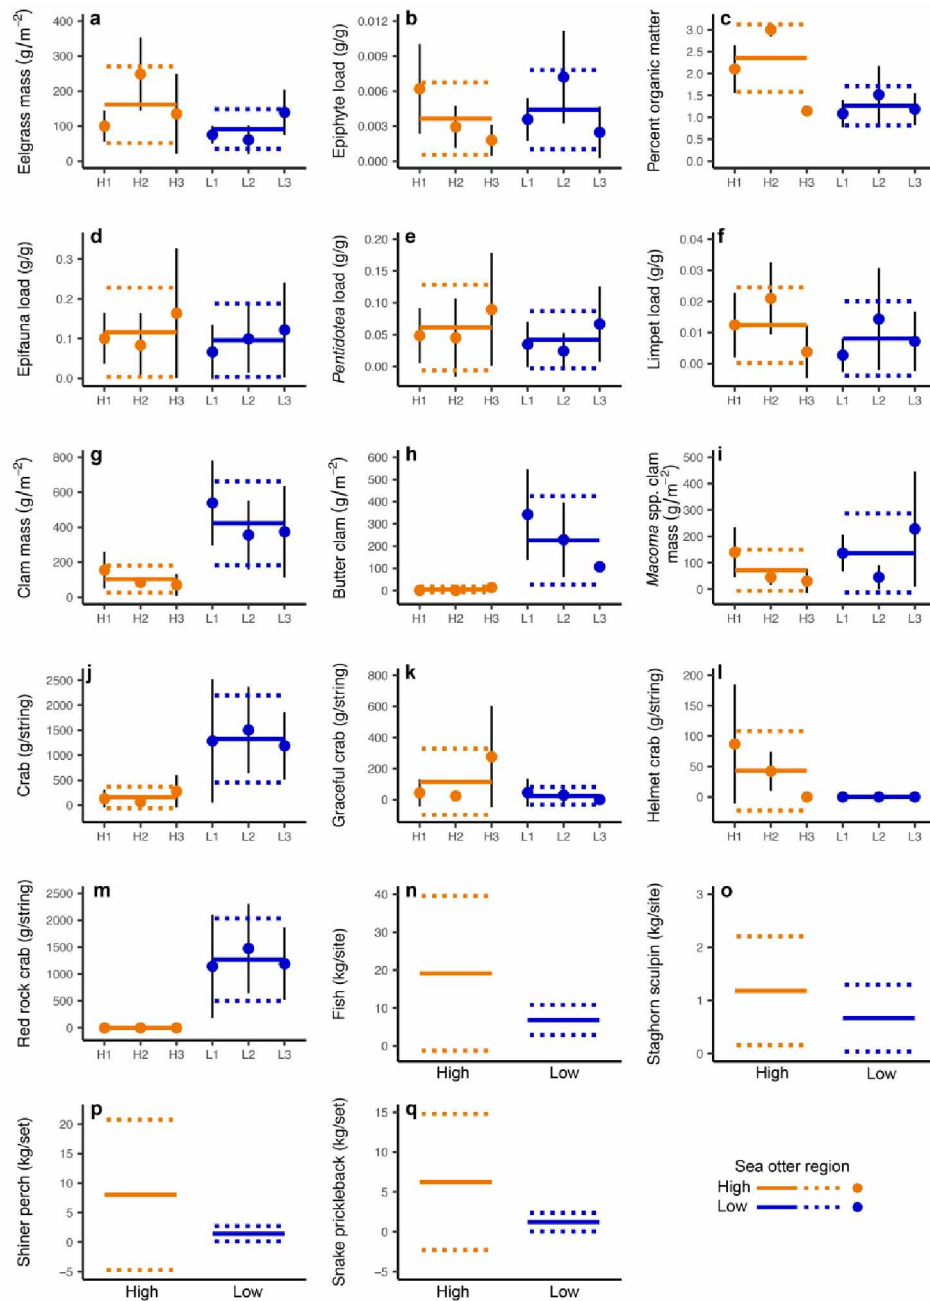 a
Eelgrass mass (g/m⁻²)
400
300
200
100
0
H1 H2 H3 L1 L2 L3
b
Epiphyte load (g/g)
0.012
0.009
0.006
0.003
0.000
H1 H2 H3 L1 L2 L3
c
Percent organic matter
3.0
2.5
2.0
1.5
1.0
0.5
0.0
H1 H2 H3 L1 L2 L3
d
Epifauna load (g/g)
0.3
0.2
0.1
0.0
H1 H2 H3 L1 L2 L3
e
Pentidotea load (g/g)
0.20
0.15
0.10
0.05
0.00
H1 H2 H3 L1 L2 L3
f
Limpet load (g/g)
0.04
0.03
0.02
0.01
0.00
H1 H2 H3 L1 L2 L3
g
Clam mass (g/m⁻²)
800
600
400
200
0
H1 H2 H3 L1 L2 L3
h
Butter clam (g/m⁻²)
600
500
400
300
200
100
0
H1 H2 H3 L1 L2 L3
i
Macoma spp. clam
mass (g/m⁻²)
500
400
300
200
100
0
H1 H2 H3 L1 L2 L3
j
Crab (g/string)
2500
2000
1500
1000
500
0
H1 H2 H3 L1 L2 L3
k
Graceful crab (g/string)
800
600
400
200
0
H1 H2 H3 L1 L2 L3
l
Helmet crab (g/string)
200
150
100
50
0
H1 H2 H3 L1 L2 L3
m
Red rock crab (g/string)
2500
2000
1500
1000
500
0
H1 H2 H3 L1 L2 L3
n
Fish (kg/site)
40
30
20
10
0
High Low
o
Staghorn sculpin (kg/site)
3
2
1
0
High Low
p
Shiner perch (kg/set)
20
15
10
5
0
−5
High Low
q
Snake prickleback (kg/set)
15
10
5
0
−5
High Low
Sea otter region
High
Low